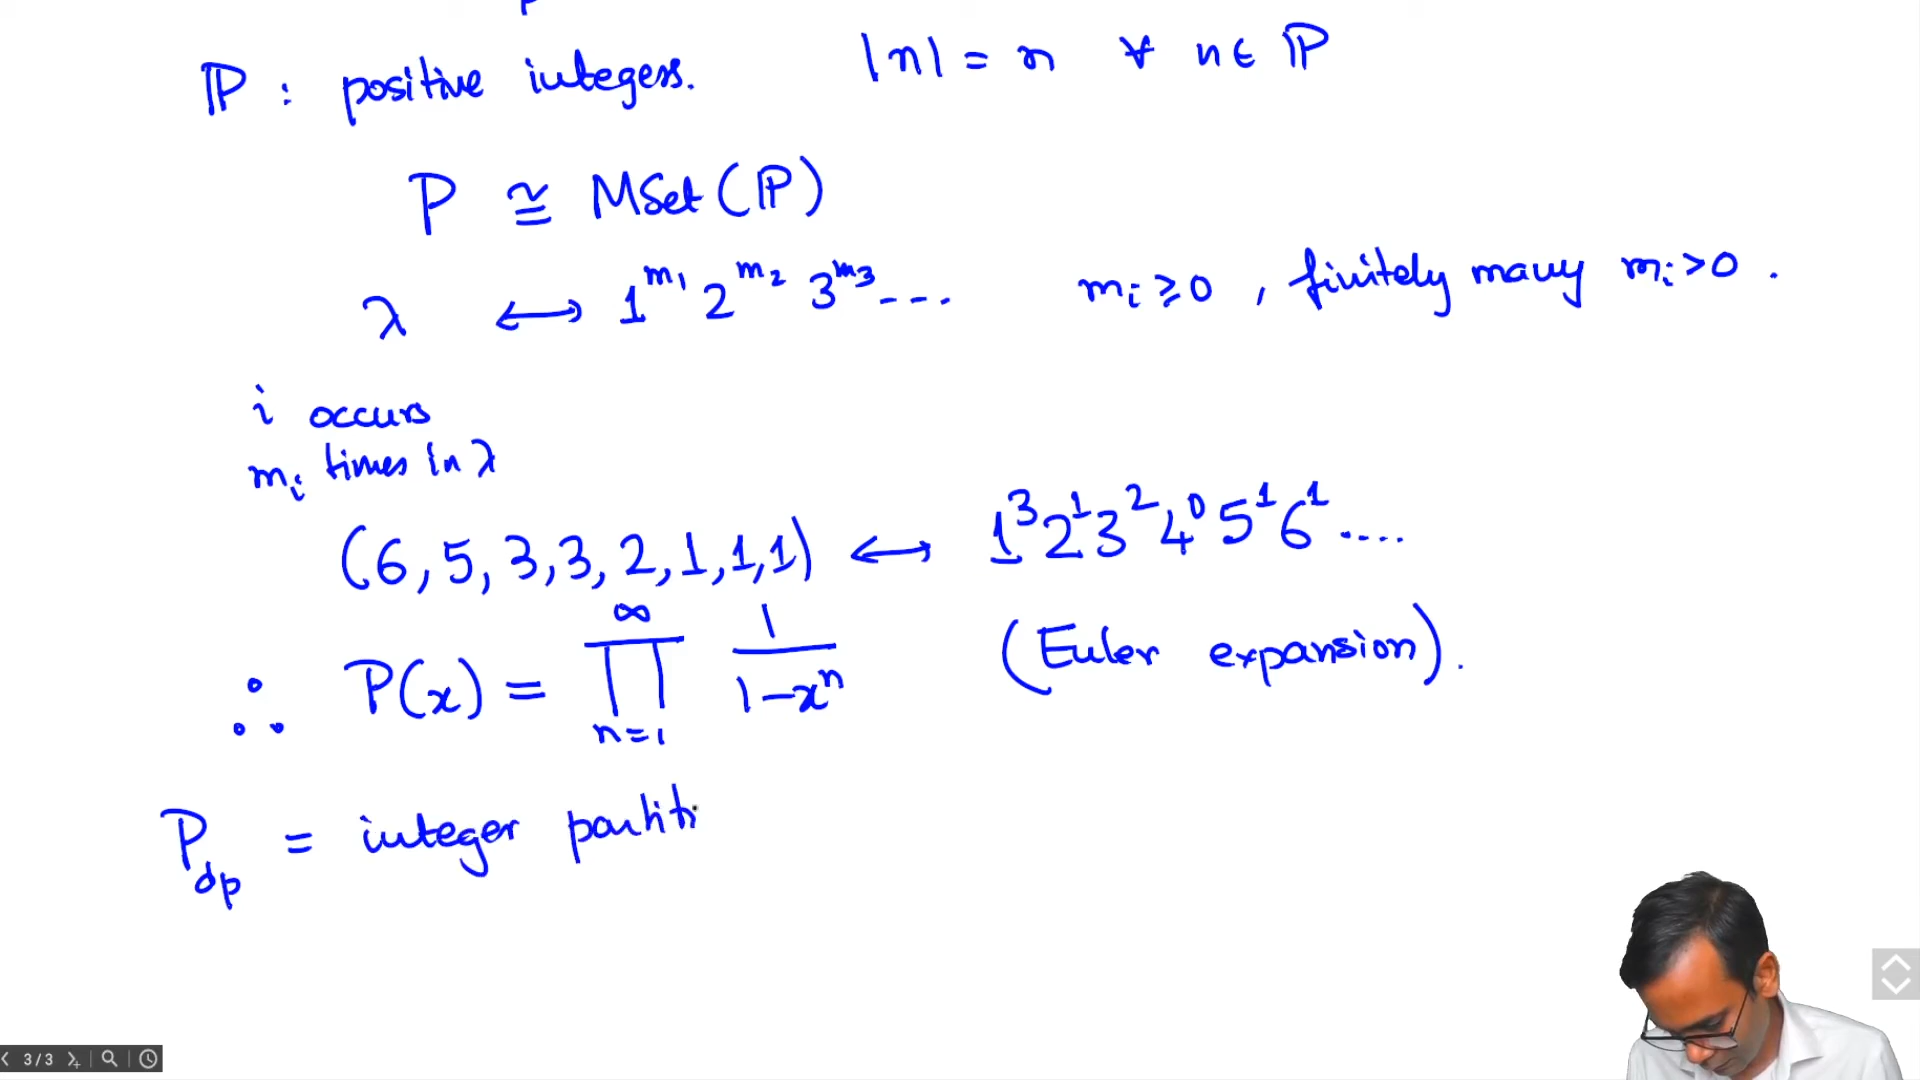 ℙ : positive integers. |n| = n ∀ n ∈ ℙ
P ≅ MSet(ℙ)
λ ⟷ 1^{m_1} 2^{m_2} 3^{m_3} --- m_i ⩾ 0 , finitely many m_i > 0 .
i occurs
m_i times in λ
(6, 5, 3, 3, 2, 1, 1, 1) ⟷ 1^3 2^1 3^2 4^0 5^1 6^1 ....
∴ P(x) = ∏_{n=1}^{∞} \frac{1}{1-x^n} (Euler expansion).
P_{dp} = integer partiti
3/3